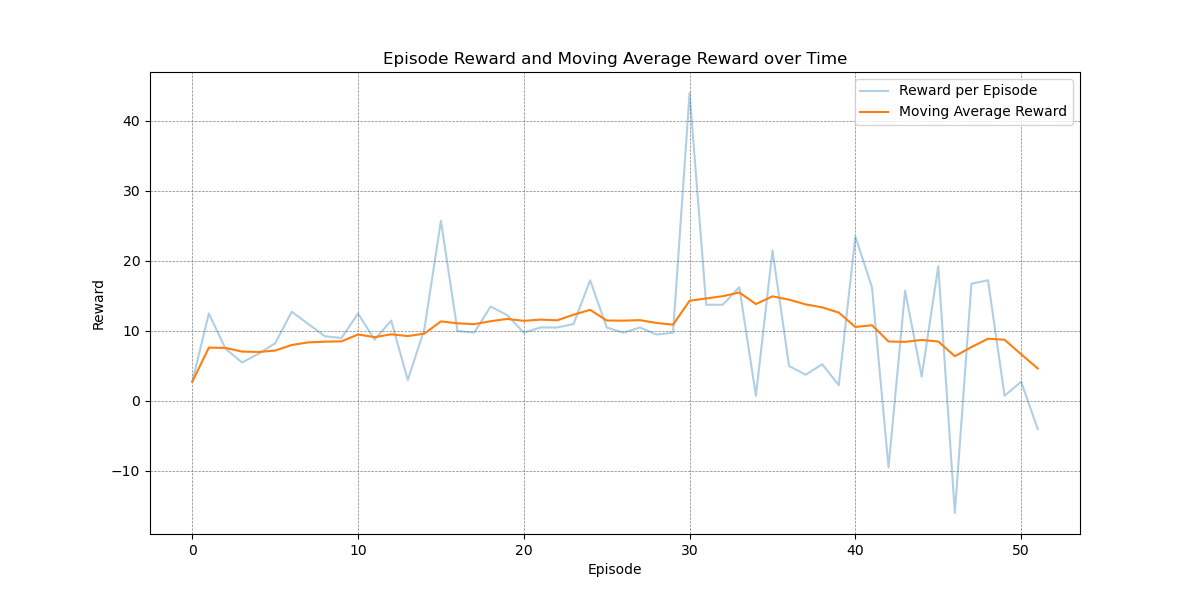 Episode Reward and Moving Average Reward over Time
Reward per Episode
Moving Average Reward
40
30
20
10
0
−10
Reward
0 10 20 30 40 50
Episode